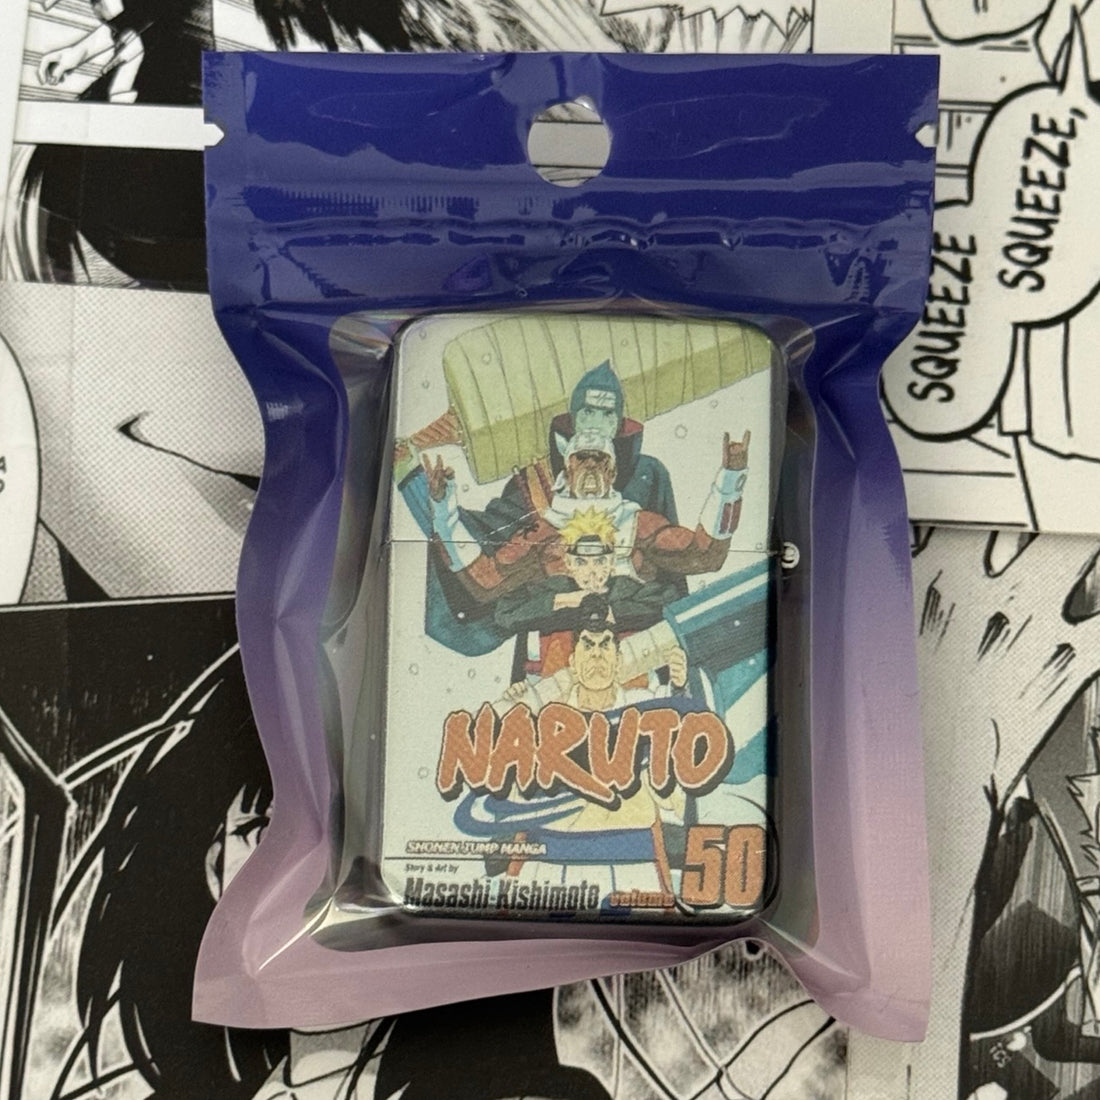 SQUEEZE
SQUEEZE,
NARUTO
SHONEN JUMP MANGA
Story & Art by
Masashi Kishimoto volume 50